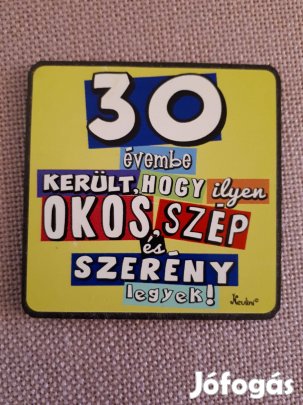 30
évembe
KERÜLT, HOGY ilyen
OKOS, SZÉP
és
SZERÉNY
legyek!
Jófogás